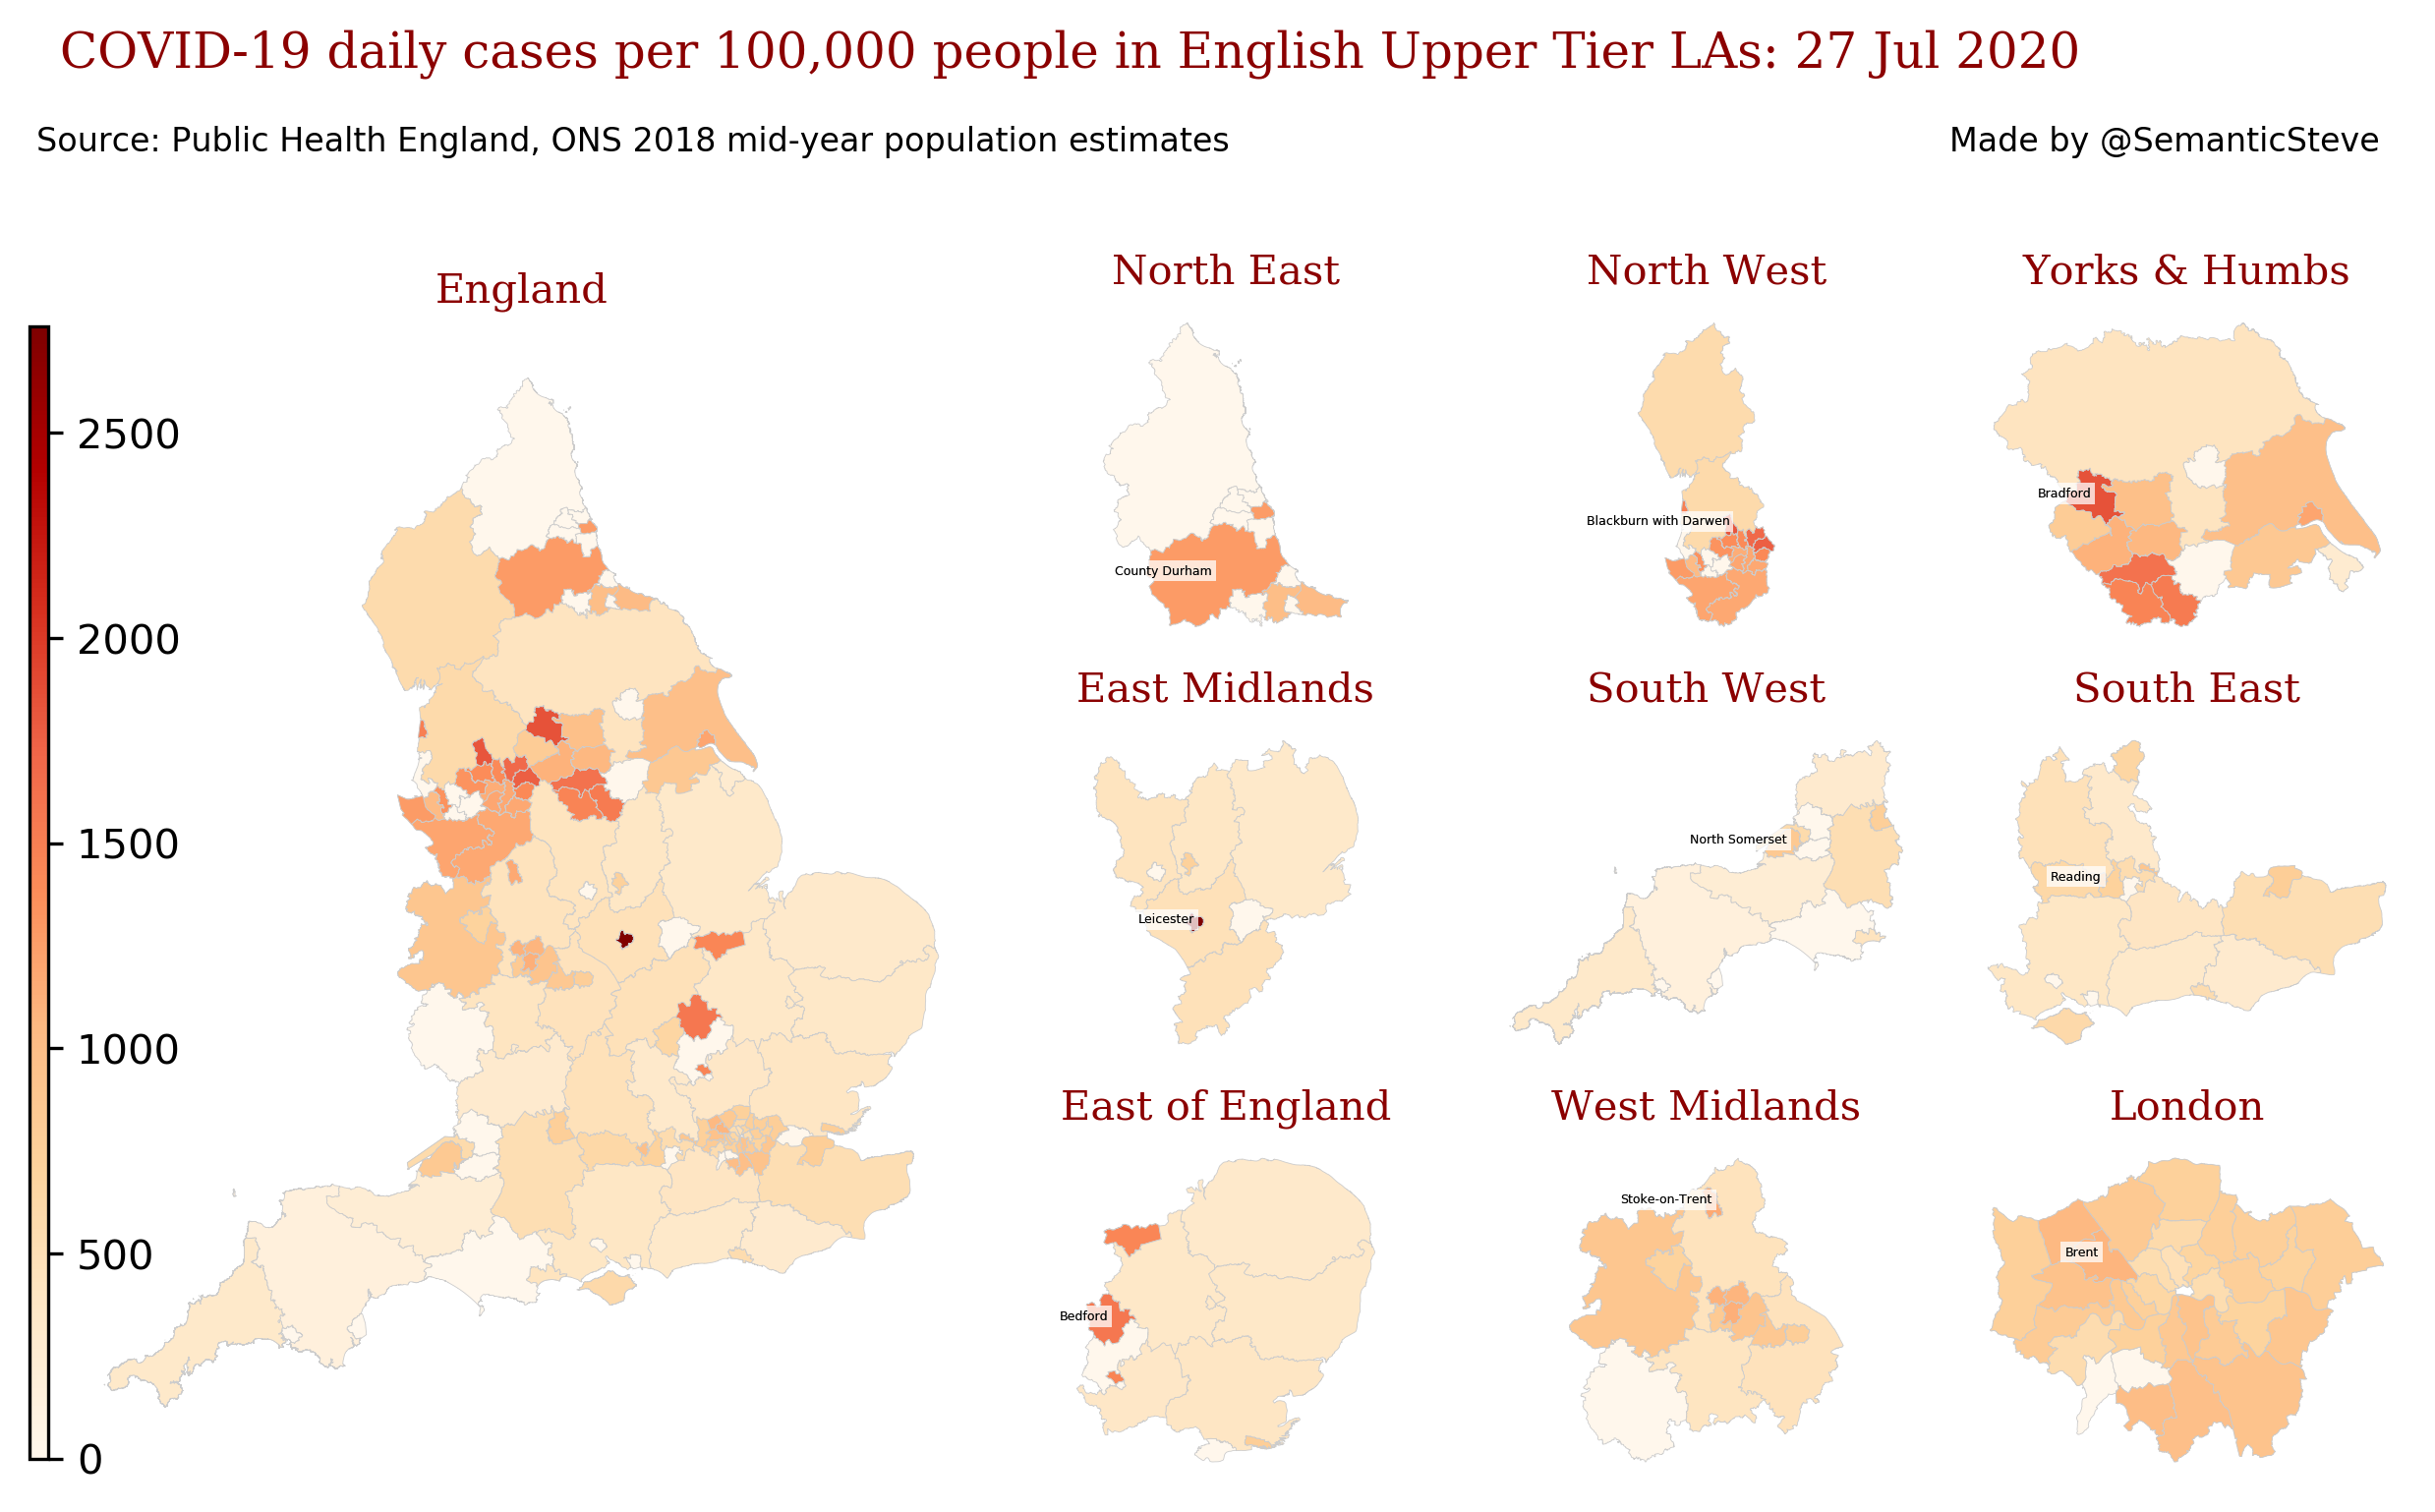 COVID-19 daily cases per 100,000 people in English Upper Tier LAs: 27 Jul 2020
Source: Public Health England, ONS 2018 mid-year population estimates
Made by @SemanticSteve
England
2500
2000
1500
1000
500
0
North East
County Durham
North West
Blackburn with Darwen
Yorks & Humbs
Bradford
East Midlands
Leicester
South West
North Somerset
South East
Reading
East of England
Bedford
West Midlands
Stoke-on-Trent
London
Brent